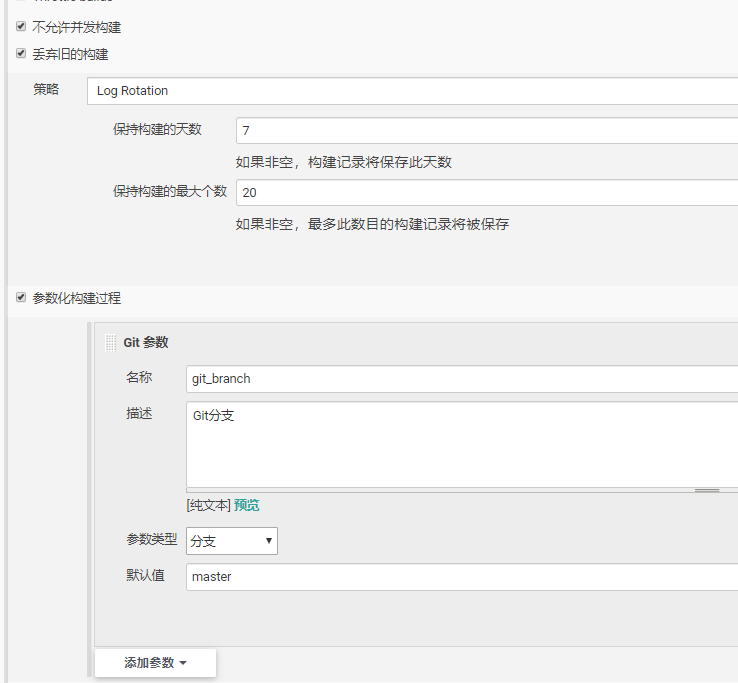 不允许并发构建
丢弃旧的构建
策略 Log Rotation
保持构建的天数 7
如果非空，构建记录将保存此天数
保持构建的最大个数 20
如果非空，最多此数目的构建记录将被保存
参数化构建过程
Git 参数
名称 git_branch
描述 Git分支
[纯文本] 预览
参数类型 分支
默认值 master
添加参数